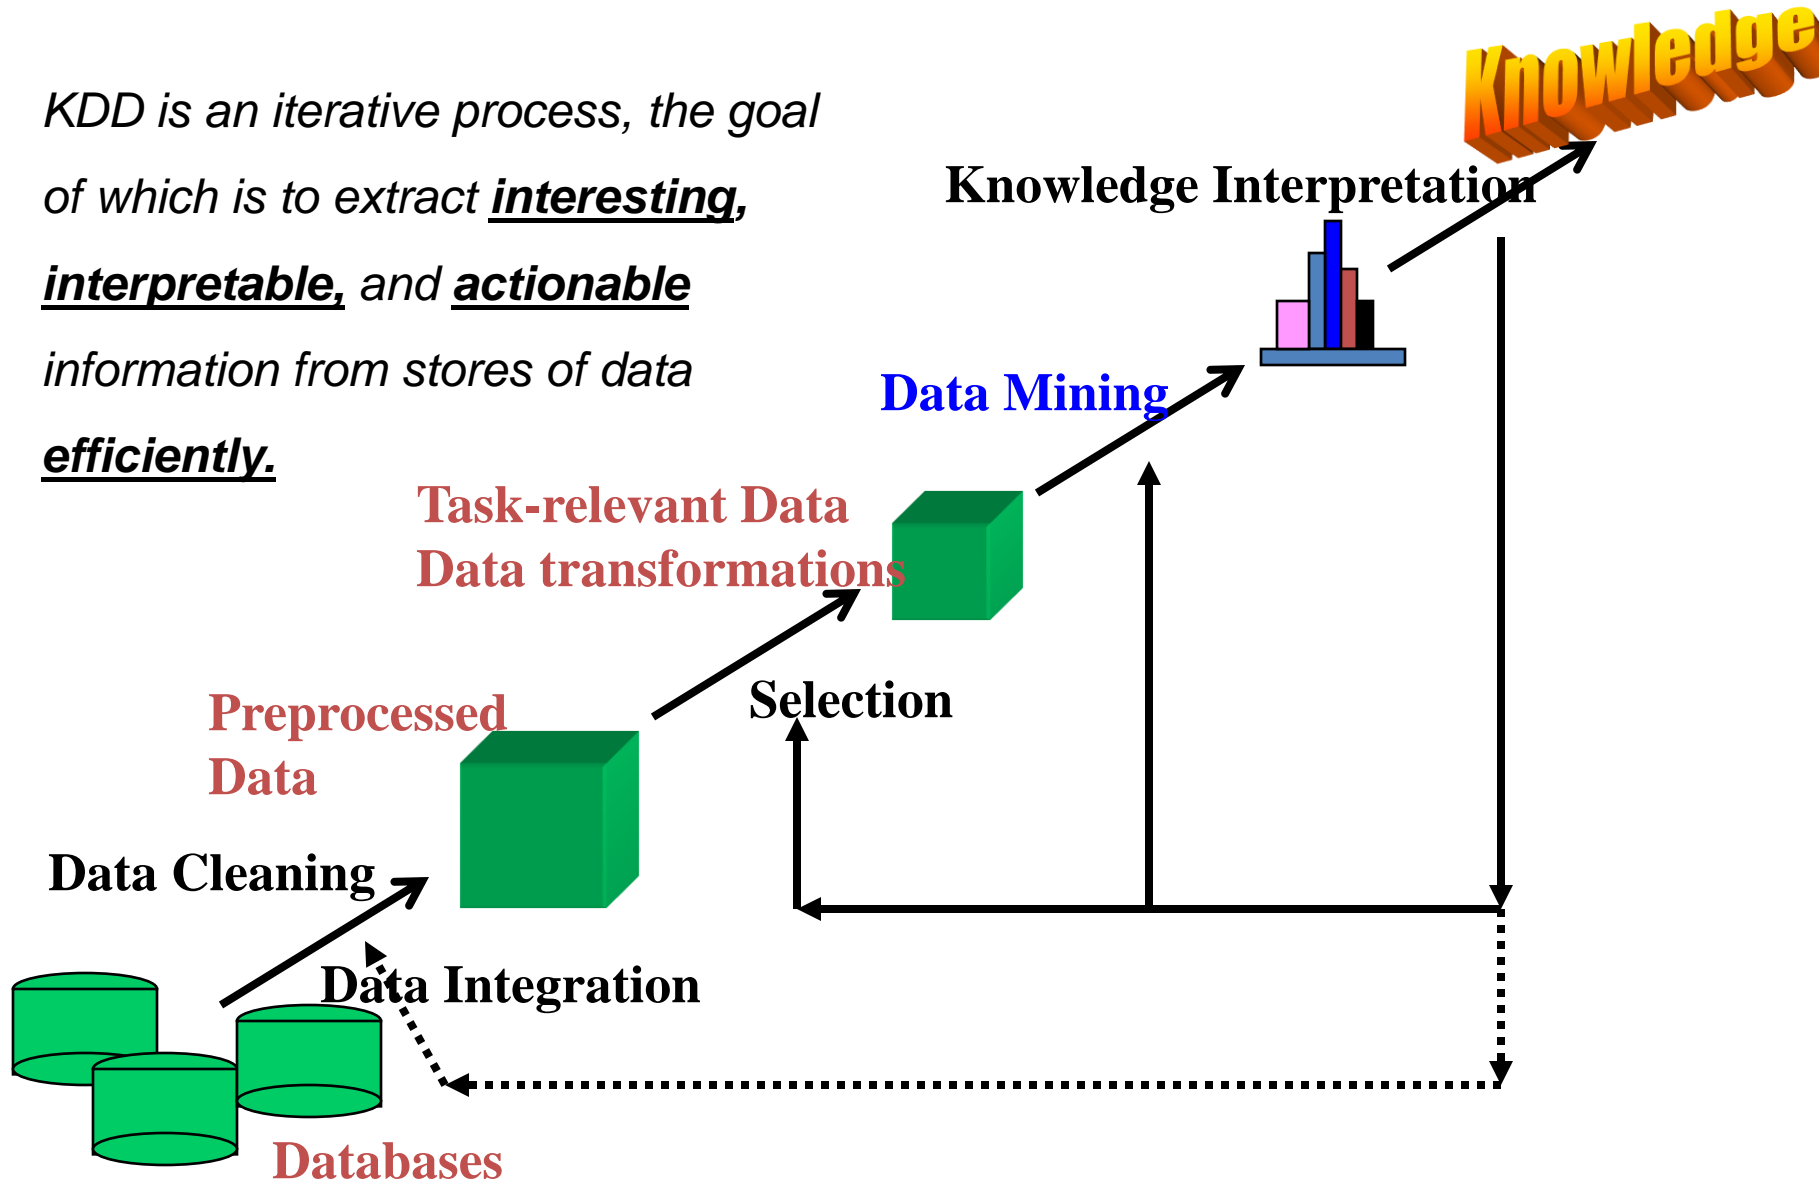 Knowledge
KDD is an iterative process, the goal
of which is to extract interesting,
interpretable, and actionable
information from stores of data
efficiently.
Knowledge Interpretation
Data Mining
Task-relevant Data
Data transformations
Selection
Preprocessed
Data
Data Cleaning
Data Integration
Databases